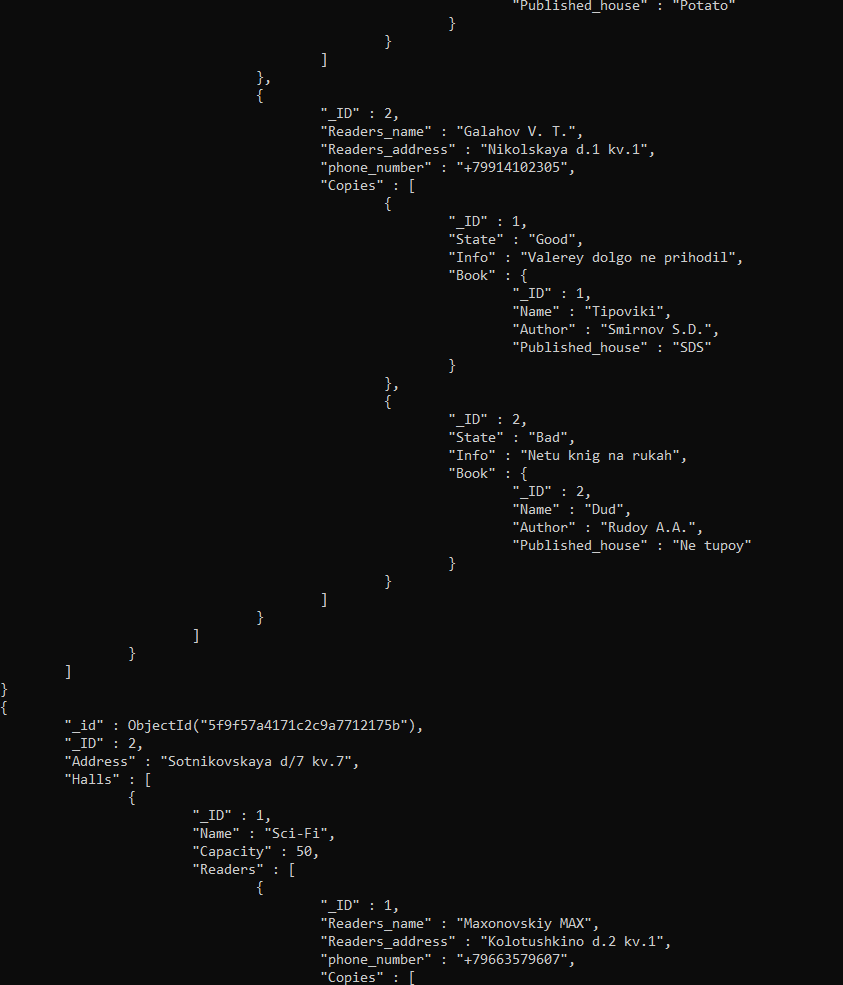 "Published_house" : "Potato"
}
}
]
},
{
"_ID" : 2,
"Readers_name" : "Galahov V. T.",
"Readers_address" : "Nikolskaya d.1 kv.1",
"phone_number" : "+79914102305",
"Copies" : [
{
"_ID" : 1,
"State" : "Good",
"Info" : "Valerey dolgo ne prihodil",
"Book" : {
"_ID" : 1,
"Name" : "Tipoviki",
"Author" : "Smirnov S.D.",
"Published_house" : "SDS"
}
},
{
"_ID" : 2,
"State" : "Bad",
"Info" : "Netu knig na rukah",
"Book" : {
"_ID" : 2,
"Name" : "Dud",
"Author" : "Rudoy A.A.",
"Published_house" : "Ne tupoy"
}
}
]
}
]
}
]
}
{
"_id" : ObjectId("5f9f57a4171c2c9a7712175b"),
"_ID" : 2,
"Address" : "Sotnikovskaya d/7 kv.7",
"Halls" : [
{
"_ID" : 1,
"Name" : "Sci-Fi",
"Capacity" : 50,
"Readers" : [
{
"_ID" : 1,
"Readers_name" : "Maxonovskiy MAX",
"Readers_address" : "Kolotushkino d.2 kv.1",
"phone_number" : "+79663579607",
"Copies" : [